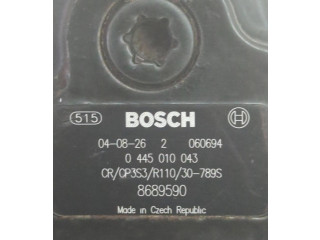 515 BOSCH
04-08-26 2 060694
0 445 010 043
CR/CP3S3/R110/30-789S
8689590
Made in Czech Republic